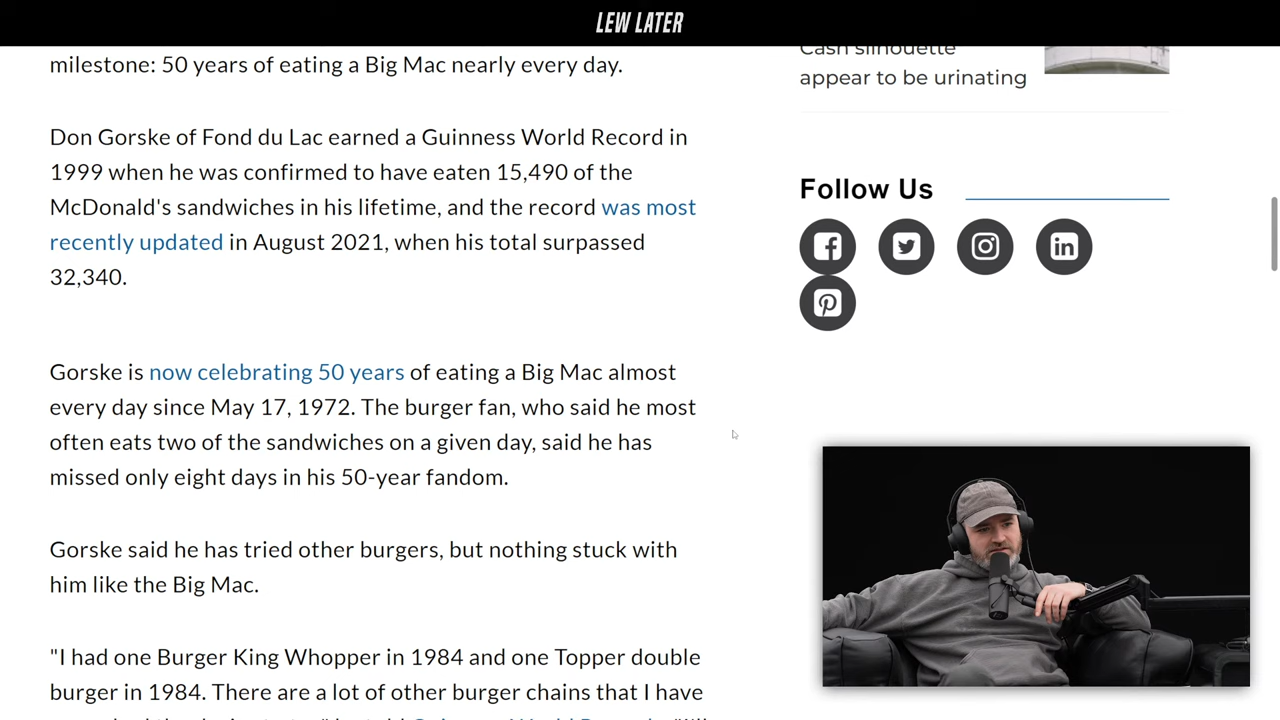 LEW LATER
milestone: 50 years of eating a Big Mac nearly every day.
Don Gorske of Fond du Lac earned a Guinness World Record in
1999 when he was confirmed to have eaten 15,490 of the
McDonald's sandwiches in his lifetime, and the record was most
recently updated in August 2021, when his total surpassed
32,340.
Gorske is now celebrating 50 years of eating a Big Mac almost
every day since May 17, 1972. The burger fan, who said he most
often eats two of the sandwiches on a given day, said he has
missed only eight days in his 50-year fandom.
Gorske said he has tried other burgers, but nothing stuck with
him like the Big Mac.
"I had one Burger King Whopper in 1984 and one Topper double
burger in 1984. There are a lot of other burger chains that I have
Cash silhouette
appear to be urinating
Follow Us